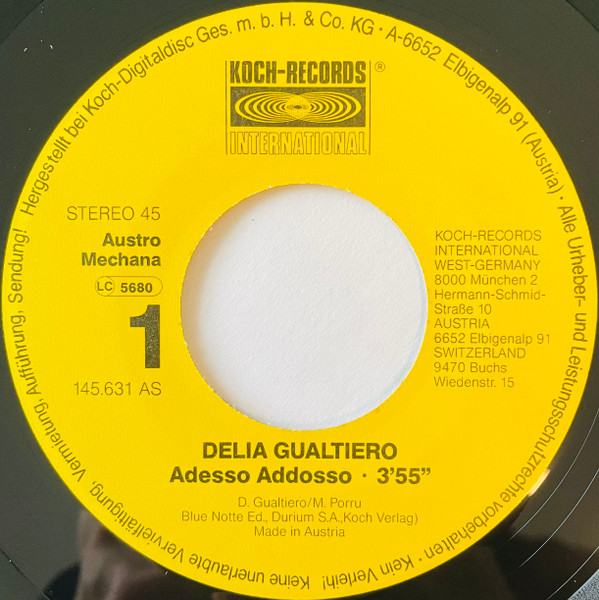 Hergestellt bei Koch-Digitaldisc Ges. m. b. H. & Co. KG · A-6652 Elbigenalp 91 (Austria) · Alle Urheber- und Leistungsschutzrechte vorbehalten · Kein Verleih! Keine unerlaubte Vervielfältigung, Vermietung, Aufführung, Sendung!
KOCH-RECORDS ®
INTERNATIONAL
STEREO 45
Austro
Mechana
LC 5680
1
145.631 AS
KOCH-RECORDS
INTERNATIONAL
WEST-GERMANY
8000 München 2
Hermann-Schmid-
Straße 10
AUSTRIA
6652 Elbigenalp 91
SWITZERLAND
9470 Buchs
Wiedenstr. 15
DELIA GUALTIERO
Adesso Addosso · 3'55"
D. Gualtiero/M. Porru
Blue Notte Ed., Durium S.A.,Koch Verlag)
Made in Austria